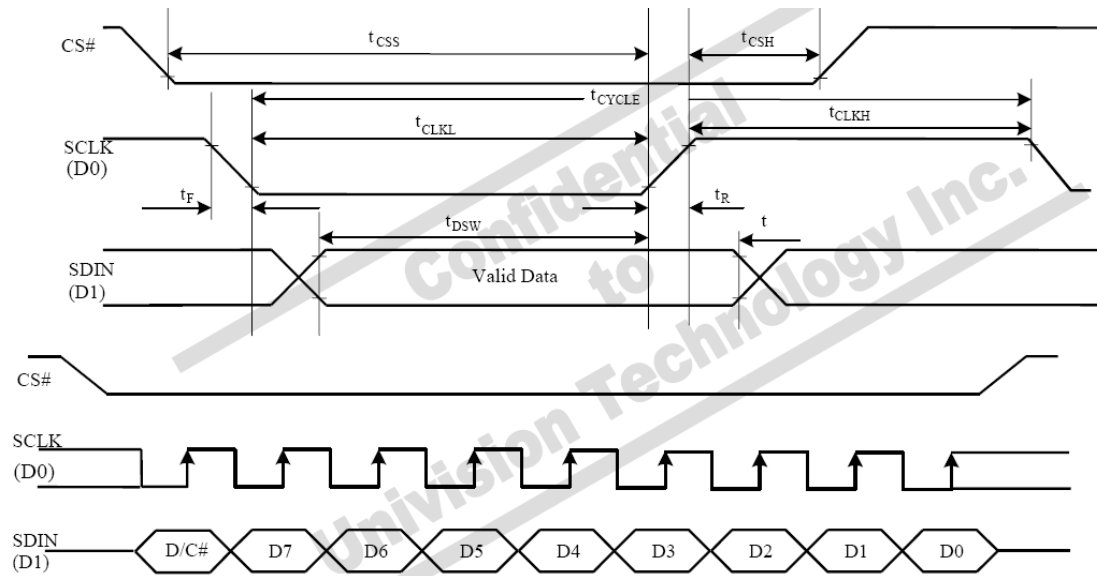 CS#
tCSS
tCSH
tCYCLE
SCLK
(D0)
tCLKL
tCLKH
tF
tR
tDSW
t
SDIN
(D1)
Valid Data
Confidential
to
Univision Technology Inc.
CS#
SCLK
(D0)
SDIN
(D1)
D/C# D7 D6 D5 D4 D3 D2 D1 D0